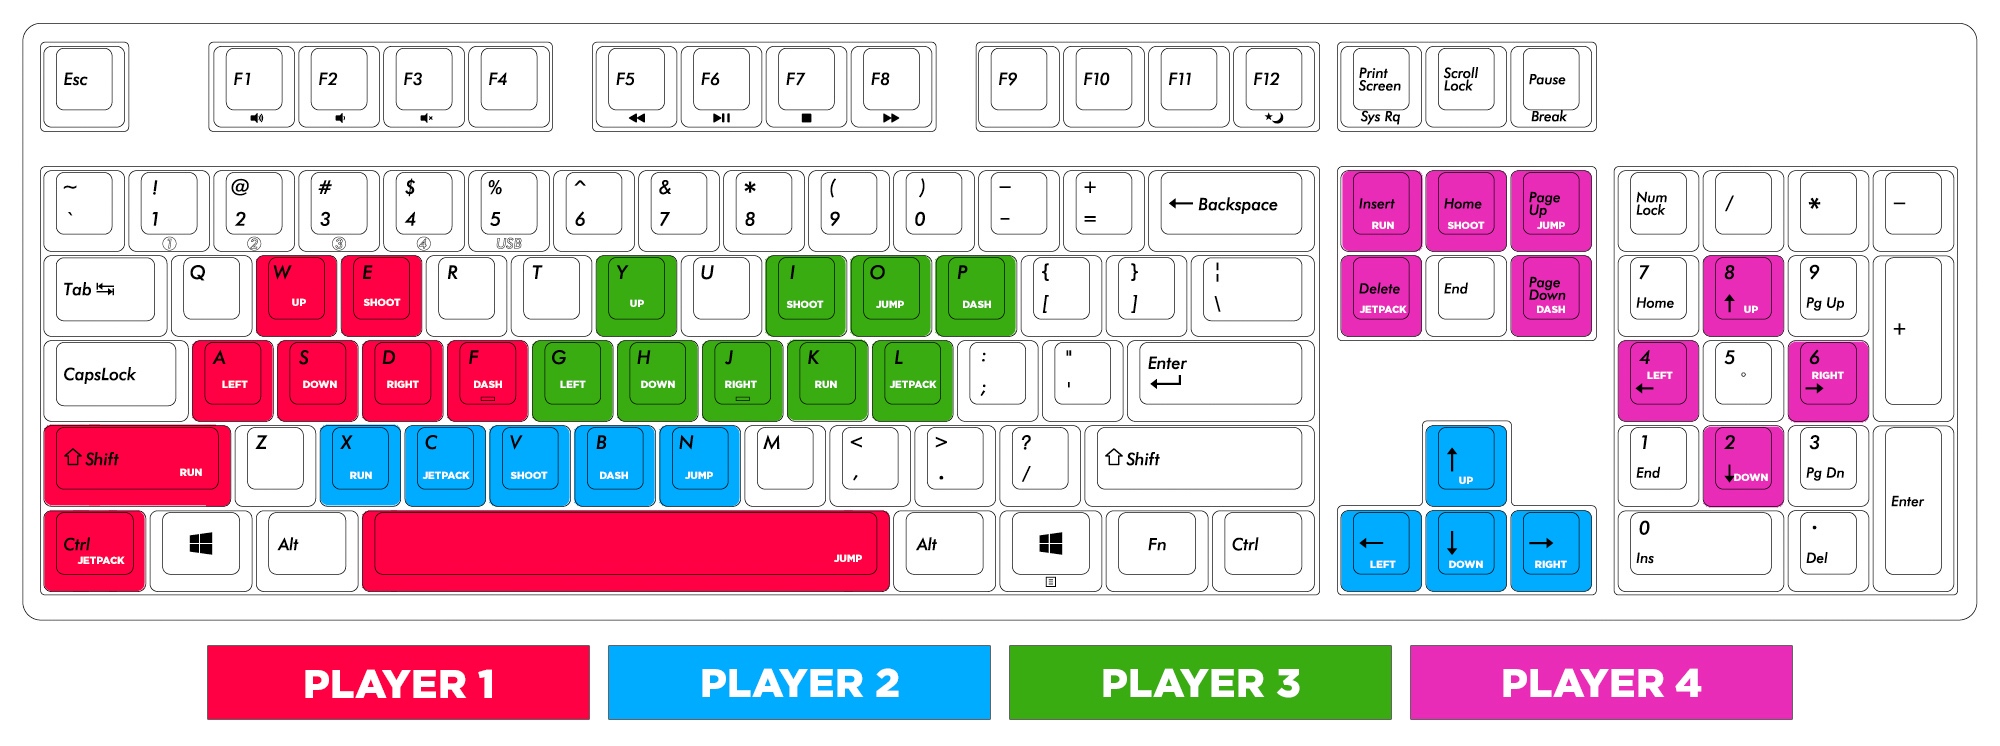 Esc F1 F2 F3 F4 F5 F6 F7 F8 F9 F10 F11 F12 Print Screen Scroll Lock Pause
Sys Rq Break
~ ! @ # $ % ^ & * ( ) – + ← Backspace Insert Home Page Up Num Lock / * –
` 1 2 3 4 5 6 7 8 9 0 – = RUN SHOOT JUMP
① ② ③ ④ USB
Tab Q W E R T Y U I O P { } ¦ Delete End Page Down 7 8 9 +
UP SHOOT UP SHOOT JUMP DASH [ ] \ JETPACK DASH Home ↑ UP Pg Up
CapsLock A S D F G H J K L : " Enter 4 5 6
LEFT DOWN RIGHT DASH LEFT DOWN RIGHT RUN JETPACK ; ' LEFT RIGHT
← →
Shift Z X C V B N M < > ? Shift ↑ 1 2 3
RUN RUN JETPACK SHOOT DASH JUMP , . / UP End ↓ DOWN Pg Dn Enter
Ctrl Alt Alt Fn Ctrl ← ↓ → 0 .
JETPACK JUMP LEFT DOWN RIGHT Ins Del
PLAYER 1 PLAYER 2 PLAYER 3 PLAYER 4